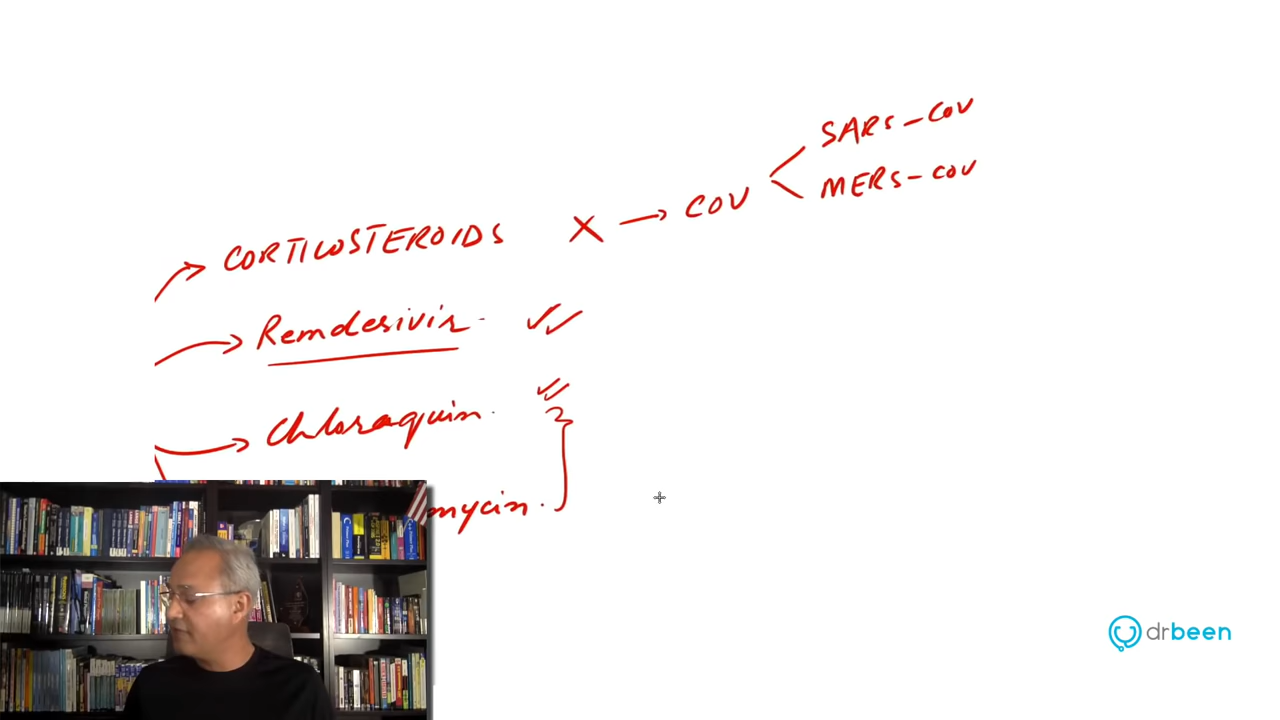 SARS-COV
MERS-COV
CORTICOSTEROIDS X → COV
Remdesivir
Chloraquin
mycin
drbeen